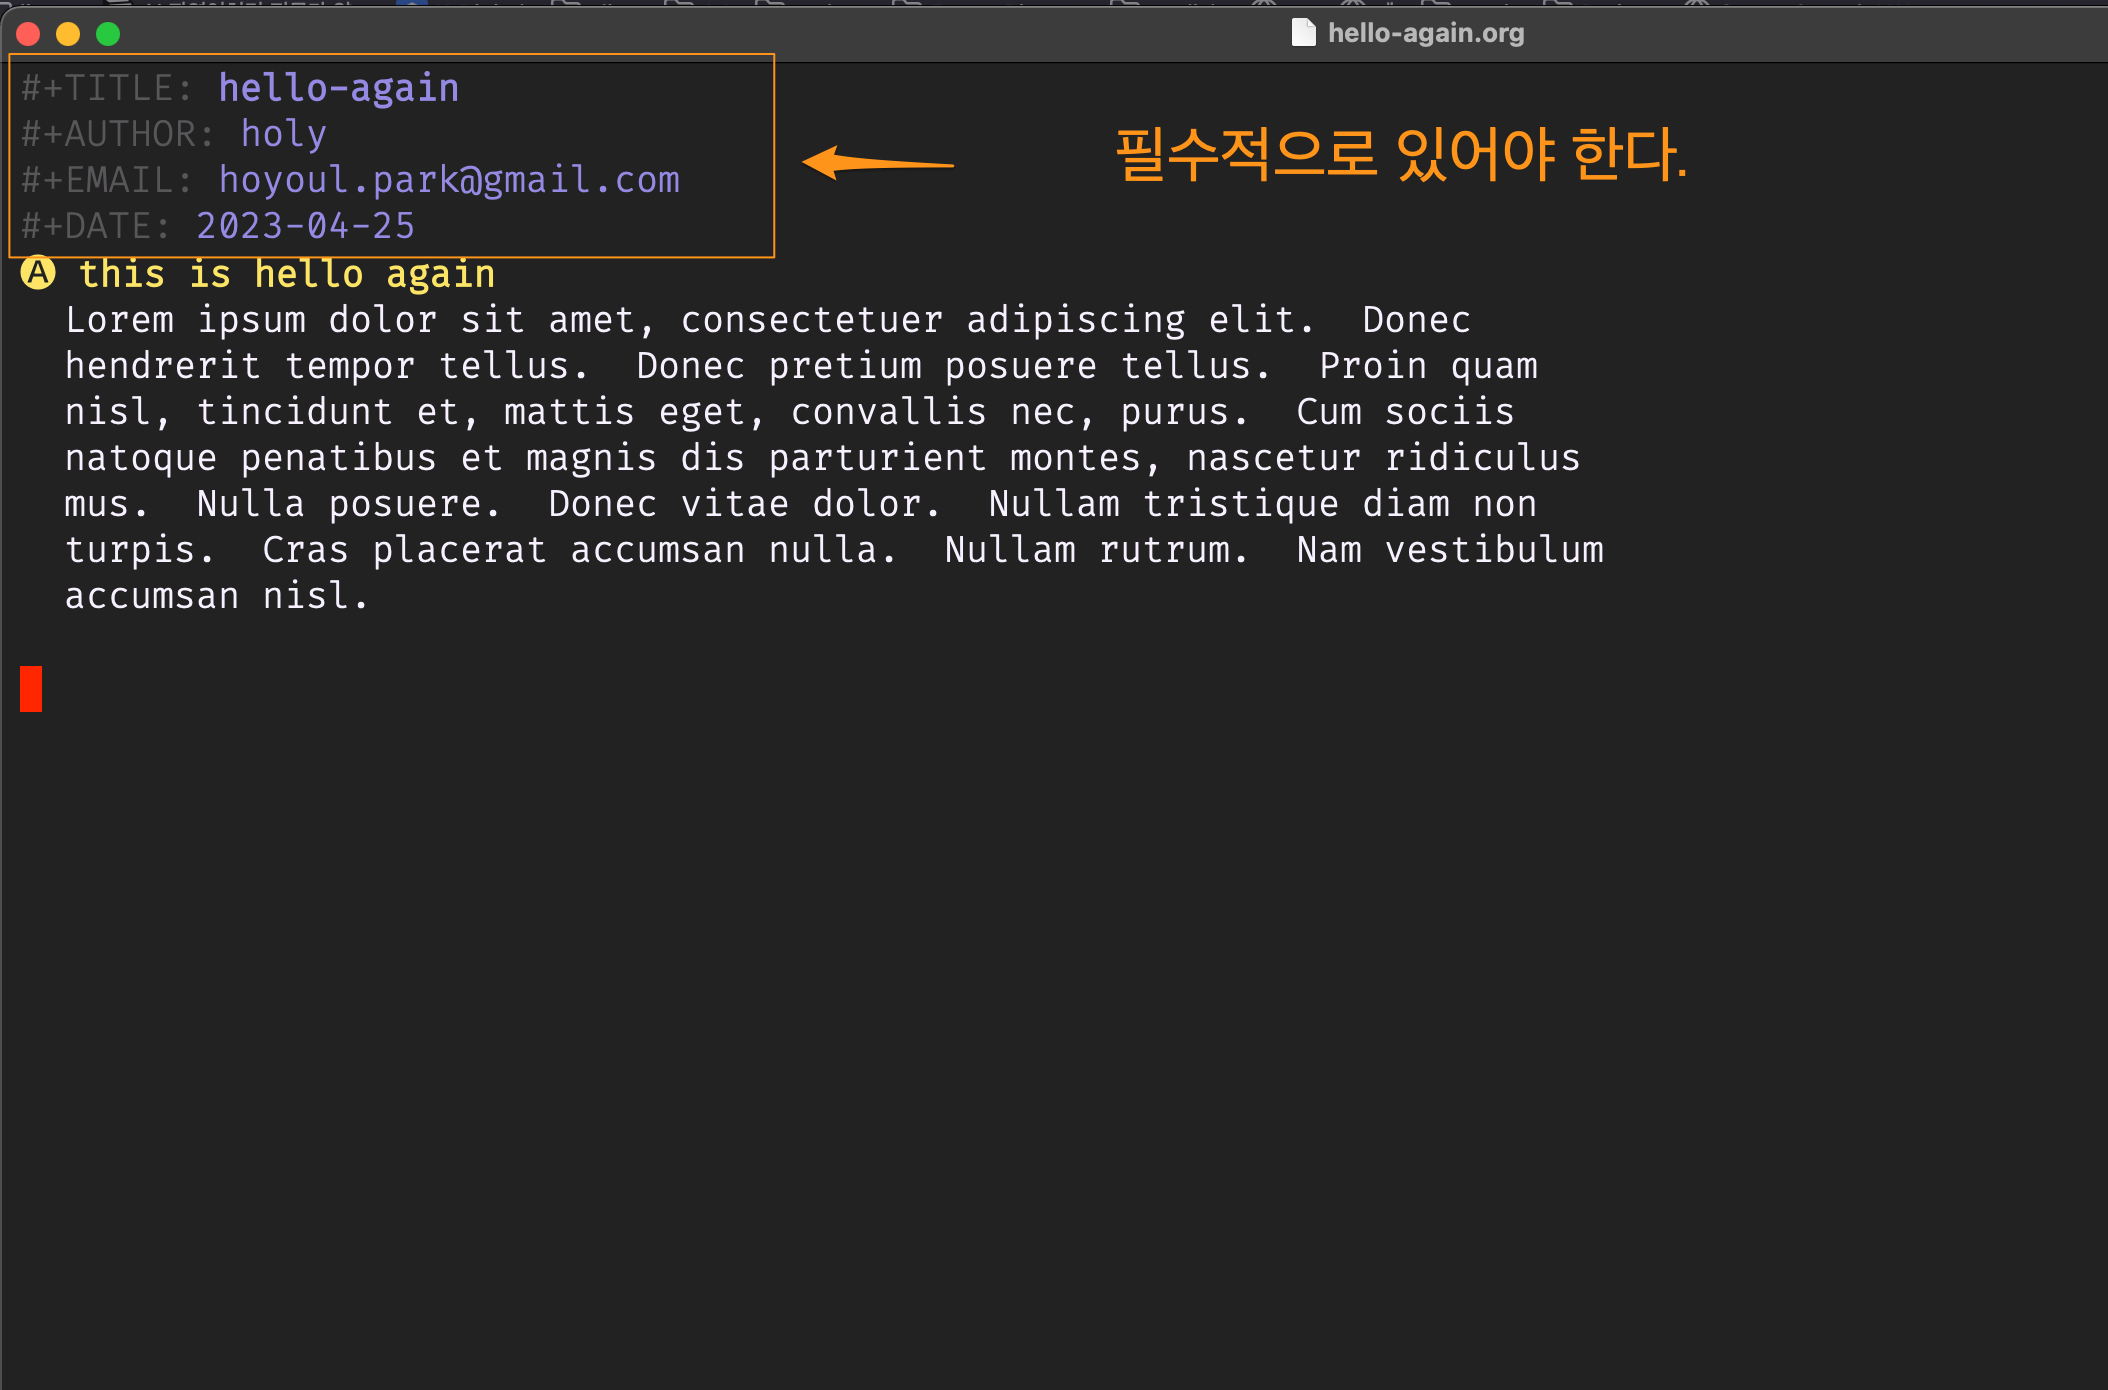 hello-again.org
#+TITLE: hello-again
#+AUTHOR: holy
#+EMAIL: hoyoul.park@gmail.com
#+DATE: 2023-04-25
필수적으로 있어야 한다.
A this is hello again
Lorem ipsum dolor sit amet, consectetuer adipiscing elit.  Donec
hendrerit tempor tellus.  Donec pretium posuere tellus.  Proin quam
nisl, tincidunt et, mattis eget, convallis nec, purus.  Cum sociis
natoque penatibus et magnis dis parturient montes, nascetur ridiculus
mus.  Nulla posuere.  Donec vitae dolor.  Nullam tristique diam non
turpis.  Cras placerat accumsan nulla.  Nullam rutrum.  Nam vestibulum
accumsan nisl.